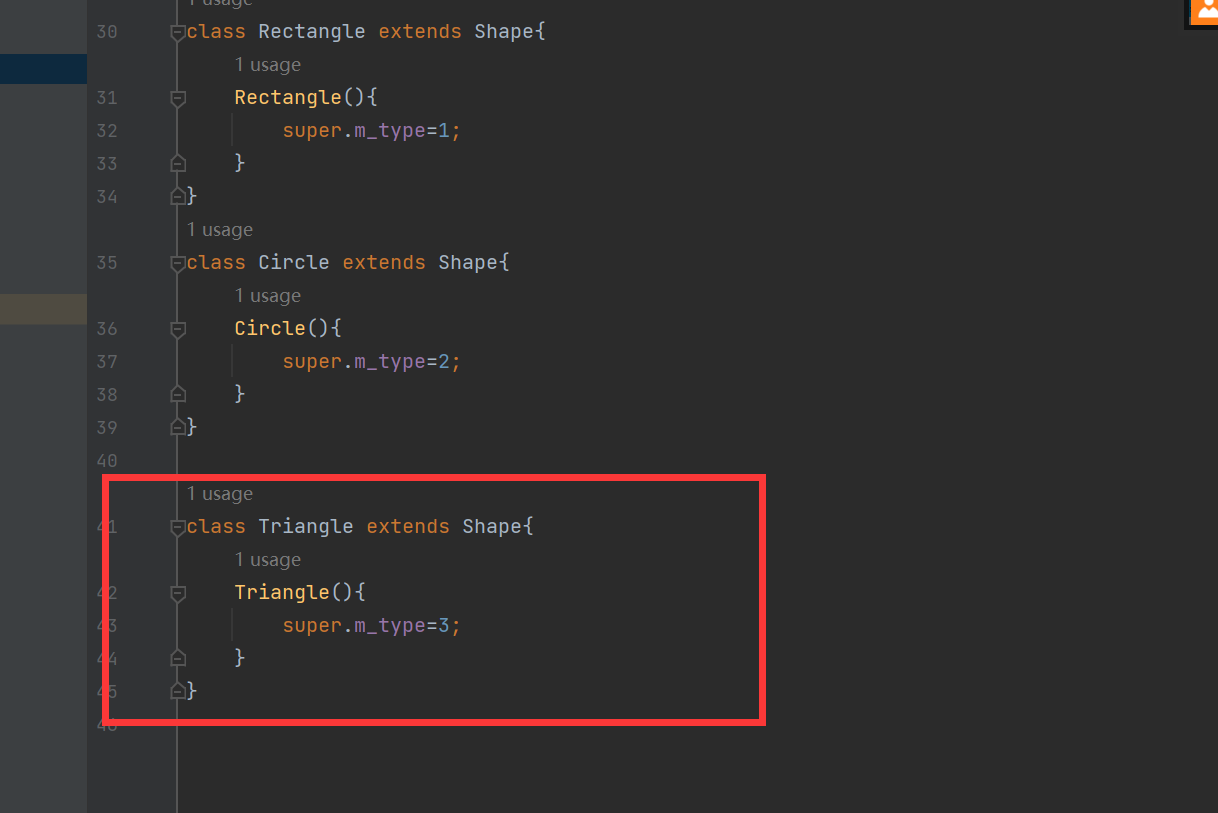 1 usage
30 class Rectangle extends Shape{
1 usage
31 Rectangle(){
32 super.m_type=1;
33 }
34 }
1 usage
35 class Circle extends Shape{
1 usage
36 Circle(){
37 super.m_type=2;
38 }
39 }
40
1 usage
41 class Triangle extends Shape{
1 usage
42 Triangle(){
43 super.m_type=3;
44 }
45 }
46